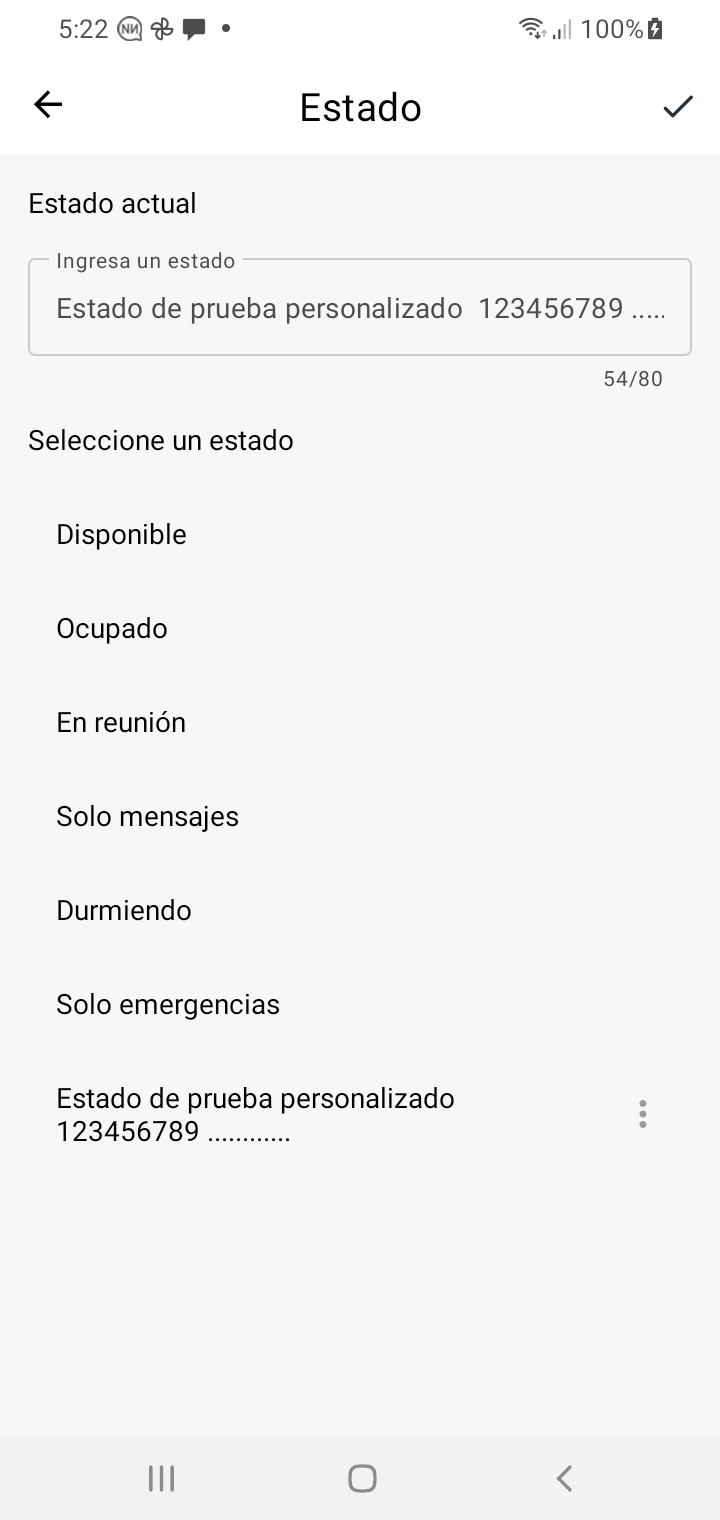 5:22 100%
Estado
Estado actual
Ingresa un estado
Estado de prueba personalizado  123456789 .....
54/80
Seleccione un estado
Disponible
Ocupado
En reunión
Solo mensajes
Durmiendo
Solo emergencias
Estado de prueba personalizado
123456789 ............